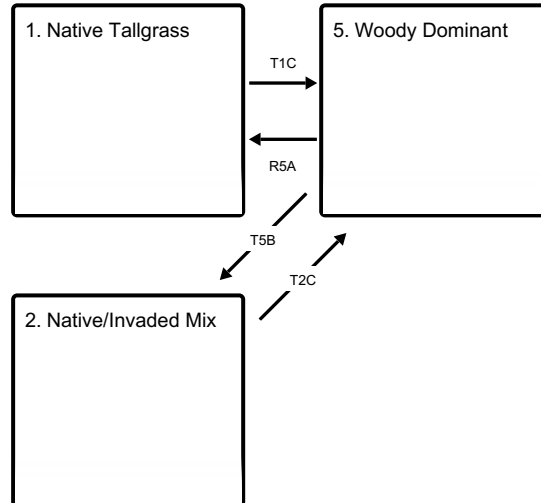 1. Native Tallgrass
5. Woody Dominant
T1C
R5A
T5B
T2C
2. Native/Invaded Mix